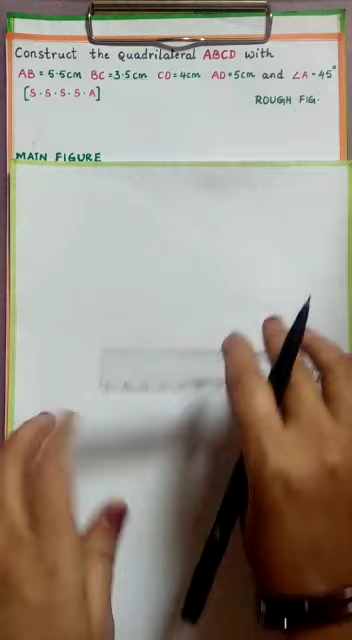 Construct the Quadrilateral ABCD with
AB = 5·5cm BC = 3·5cm CD = 4cm AD = 5cm and ∠A = 45°
[S·S·S·S·A]
ROUGH FIG.
MAIN FIGURE